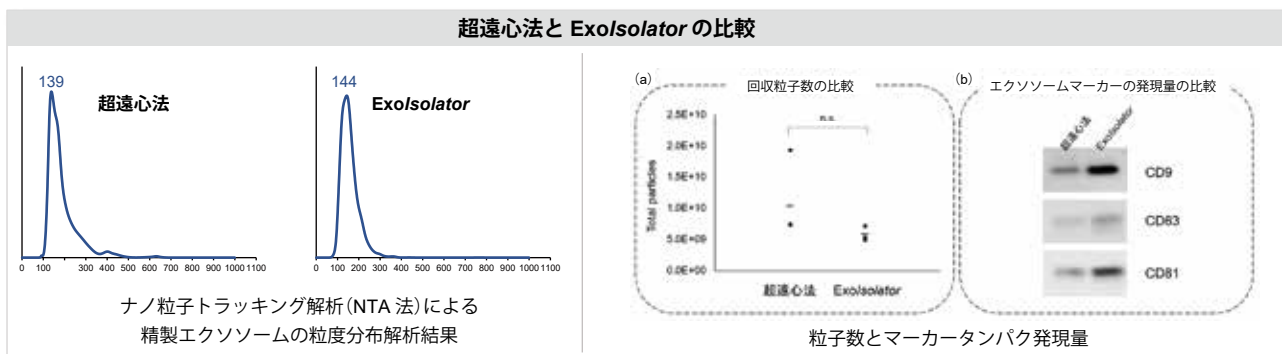 超遠心法と ExoIsolator の比較
139
超遠心法
0 100 300 400 500 600 700 800 900 1000 1100
144
ExoIsolator
0 100 300 400 500 600 700 800 900 1000 1100
ナノ粒子トラッキング解析(NTA 法)による
精製エクソソームの粒度分布解析結果
(a)
回収粒子数の比較
Total particles
2.5E+10
2.0E+10
1.5E+10
1.0E+10
5.0E+09
0.0E+00
n.s.
超遠心法 ExoIsolator
(b)
エクソソームマーカーの発現量の比較
超遠心法
ExoIsolator
CD9
CD63
CD81
粒子数とマーカータンパク発現量